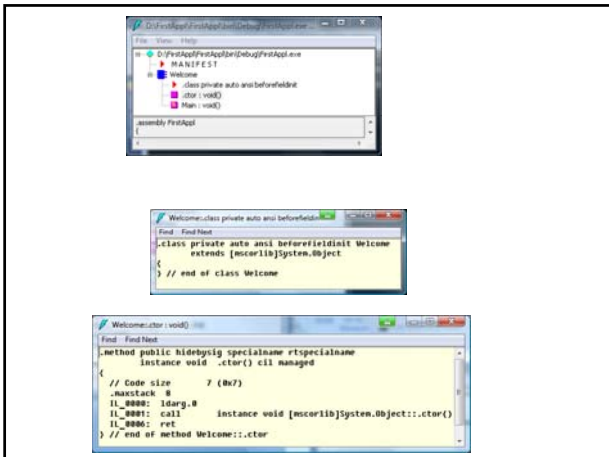 D:\FirstAppl\FirstAppl\bin\Debug\FirstAppl.exe ...
File View Help
D:\FirstAppl\FirstAppl\bin\Debug\FirstAppl.exe
MANIFEST
Welcome
.class private auto ansi beforefieldinit
.ctor : void()
Main : void()
.assembly FirstAppl
{
Welcome::.class private auto ansi beforefieldini
Find Find Next
.class private auto ansi beforefieldinit Welcome
extends [mscorlib]System.Object
{
} // end of class Welcome
Welcome::.ctor : void()
Find Find Next
.method public hidebysig specialname rtspecialname
instance void .ctor() cil managed
{
// Code size 7 (0x7)
.maxstack 8
IL_0000: ldarg.0
IL_0001: call instance void [mscorlib]System.Object::.ctor()
IL_0006: ret
} // end of method Welcome::.ctor